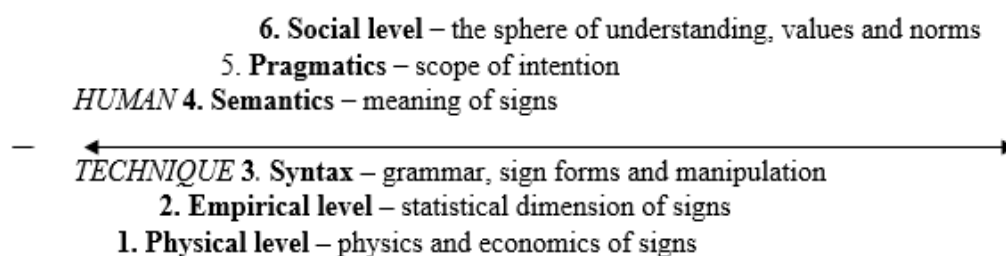 6. Social level – the sphere of understanding, values and norms
5. Pragmatics – scope of intention
HUMAN 4. Semantics – meaning of signs
TECHNIQUE 3. Syntax – grammar, sign forms and manipulation
2. Empirical level – statistical dimension of signs
1. Physical level – physics and economics of signs